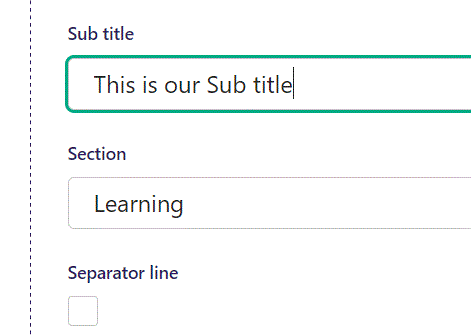 Sub title
This is our Sub title
Section
Learning
Separator line